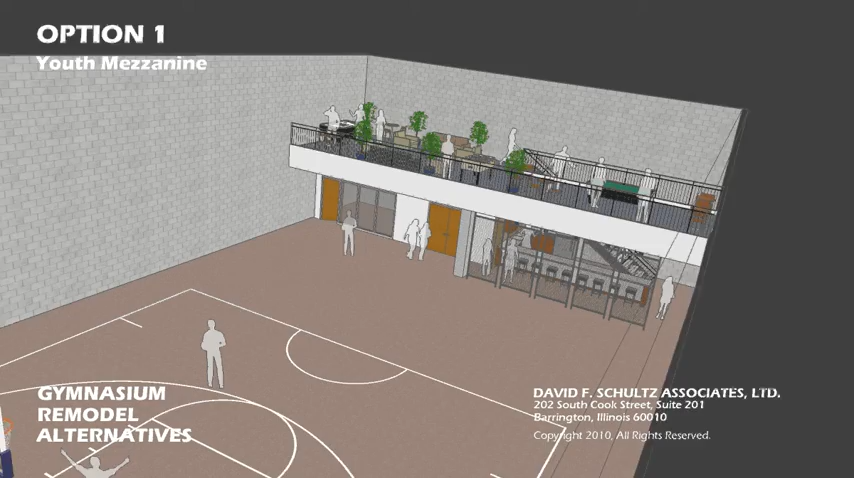 OPTION 1
Youth Mezzanine
GYMNASIUM
REMODEL
ALTERNATIVES
DAVID F. SCHULTZ ASSOCIATES, LTD.
202 South Cook Street, Suite 201
Barrington, Illinois 60010
Copyright 2010, All Rights Reserved.